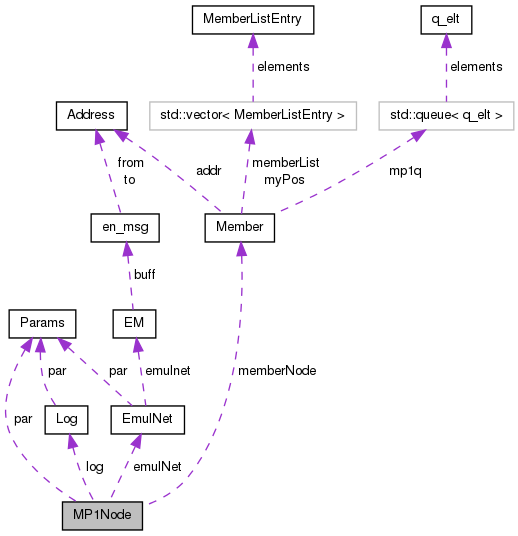 MemberListEntry
q_elt
elements
elements
Address
std::vector< MemberListEntry >
std::queue< q_elt >
from
to
addr
memberList
myPos
mp1q
en_msg
Member
buff
Params
EM
par
par
emulnet
memberNode
par
Log
EmulNet
log
emulNet
MP1Node